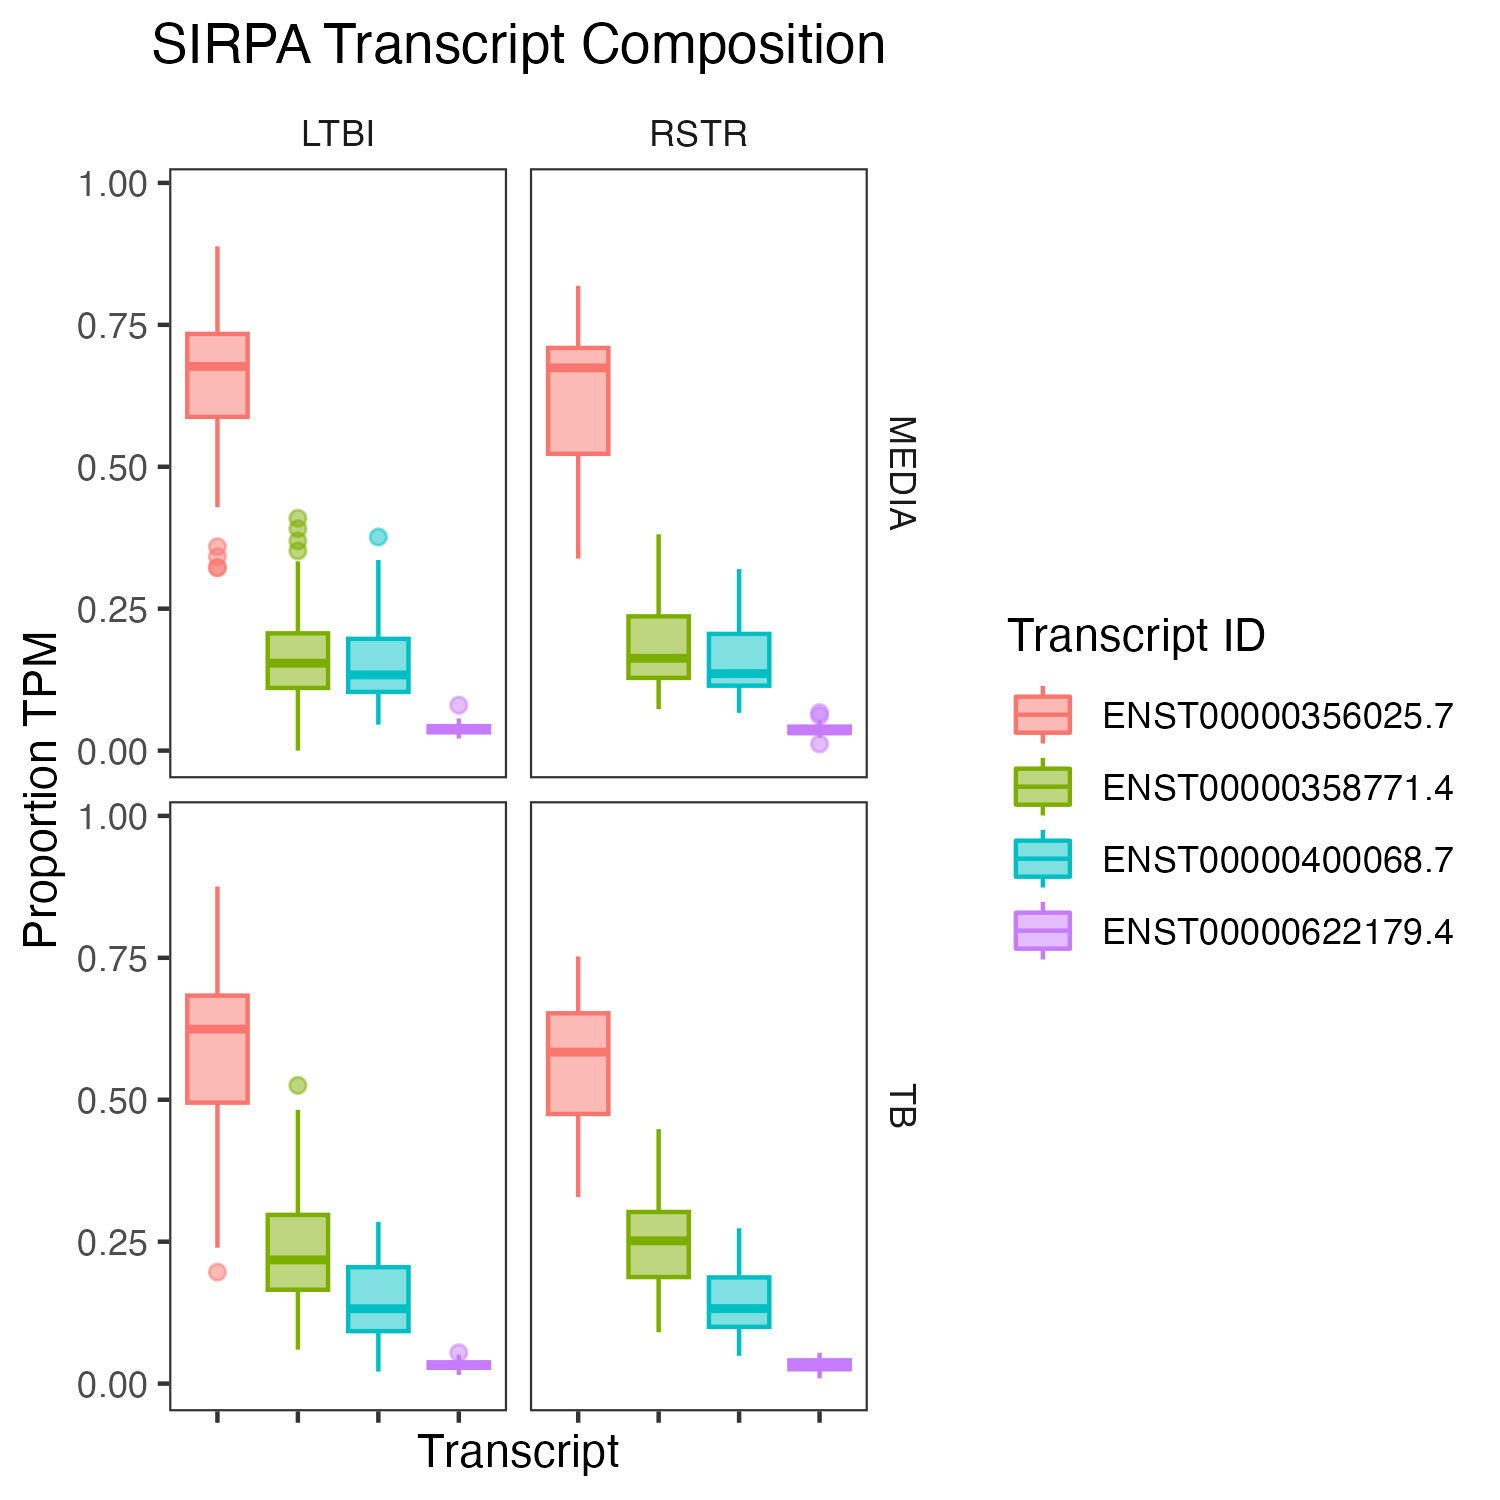 SIRPA Transcript Composition
LTBI
RSTR
1.00
0.75
0.50
0.25
0.00
MEDIA
1.00
0.75
0.50
0.25
0.00
TB
Proportion TPM
Transcript
Transcript ID
ENST00000356025.7
ENST00000358771.4
ENST00000400068.7
ENST00000622179.4